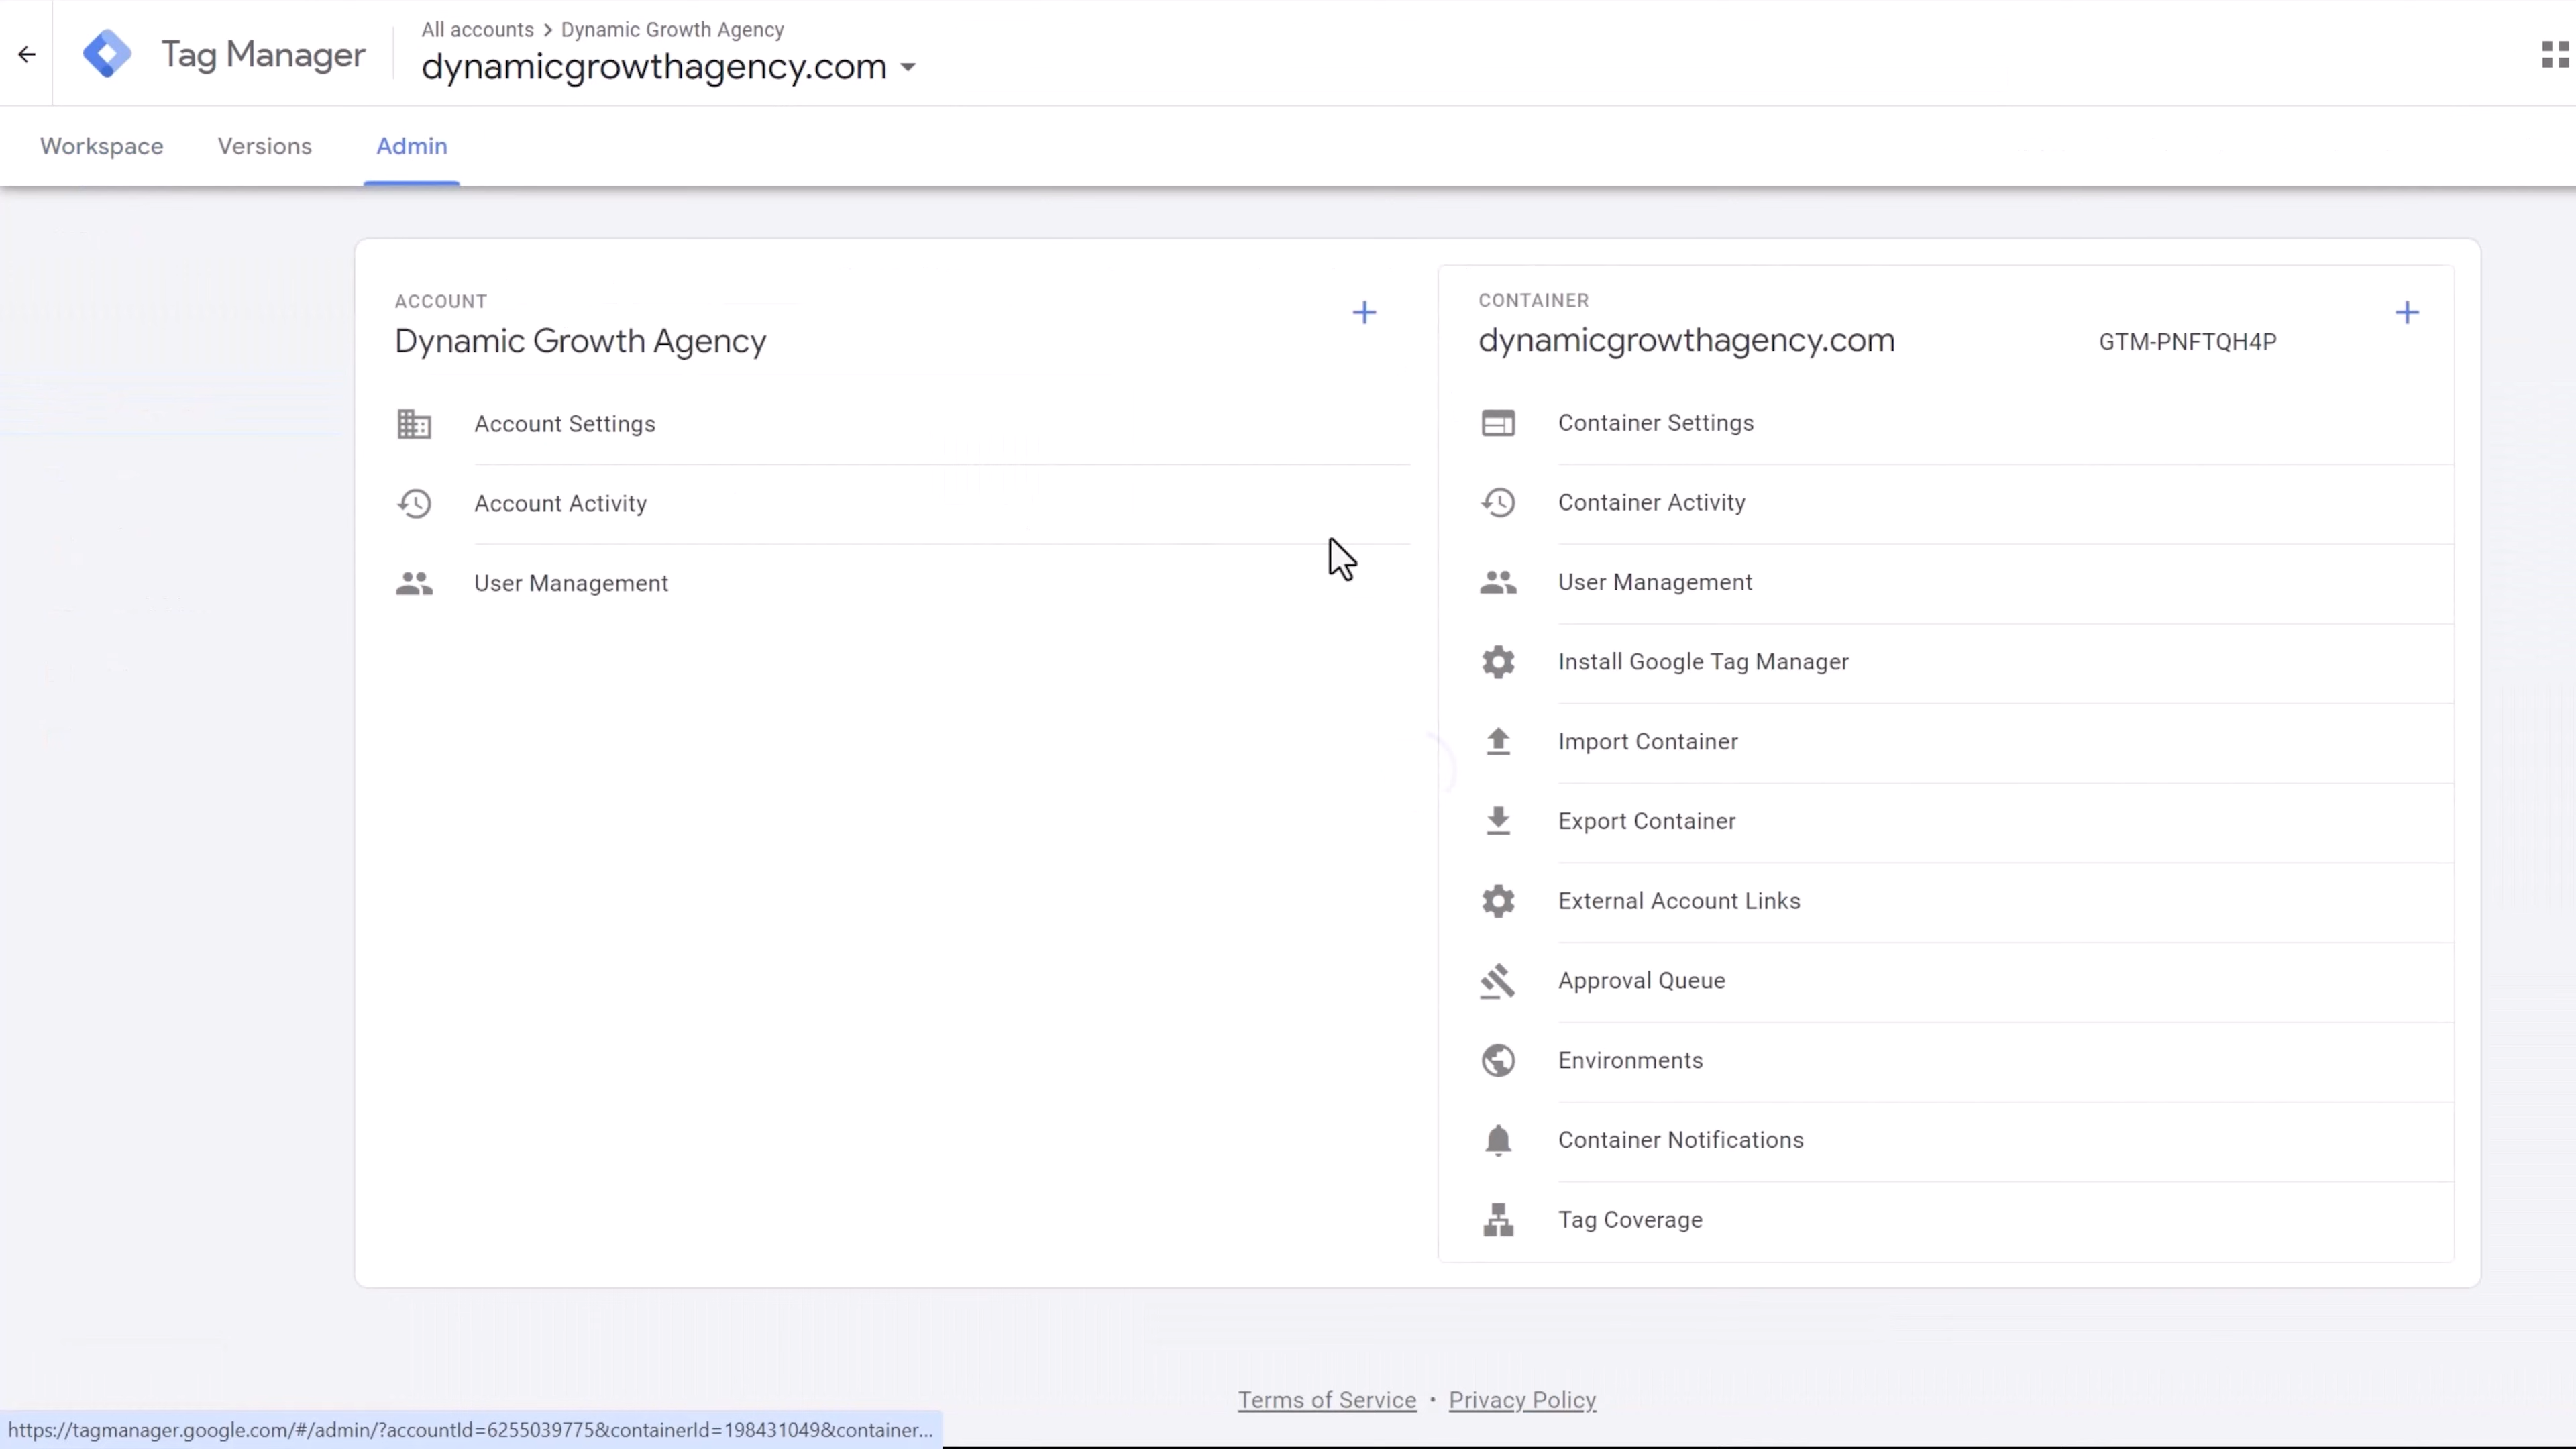 All accounts > Dynamic Growth Agency
Tag Manager
dynamicgrowthagency.com
Workspace
Versions
Admin
ACCOUNT
Dynamic Growth Agency
Account Settings
Account Activity
User Management
CONTAINER
dynamicgrowthagency.com
GTM-PNFTQH4P
Container Settings
Container Activity
User Management
Install Google Tag Manager
Import Container
Export Container
External Account Links
Approval Queue
Environments
Container Notifications
Tag Coverage
Terms of Service • Privacy Policy
https://tagmanager.google.com/#/admin/?accountId=6255039775&containerId=198431049&container...